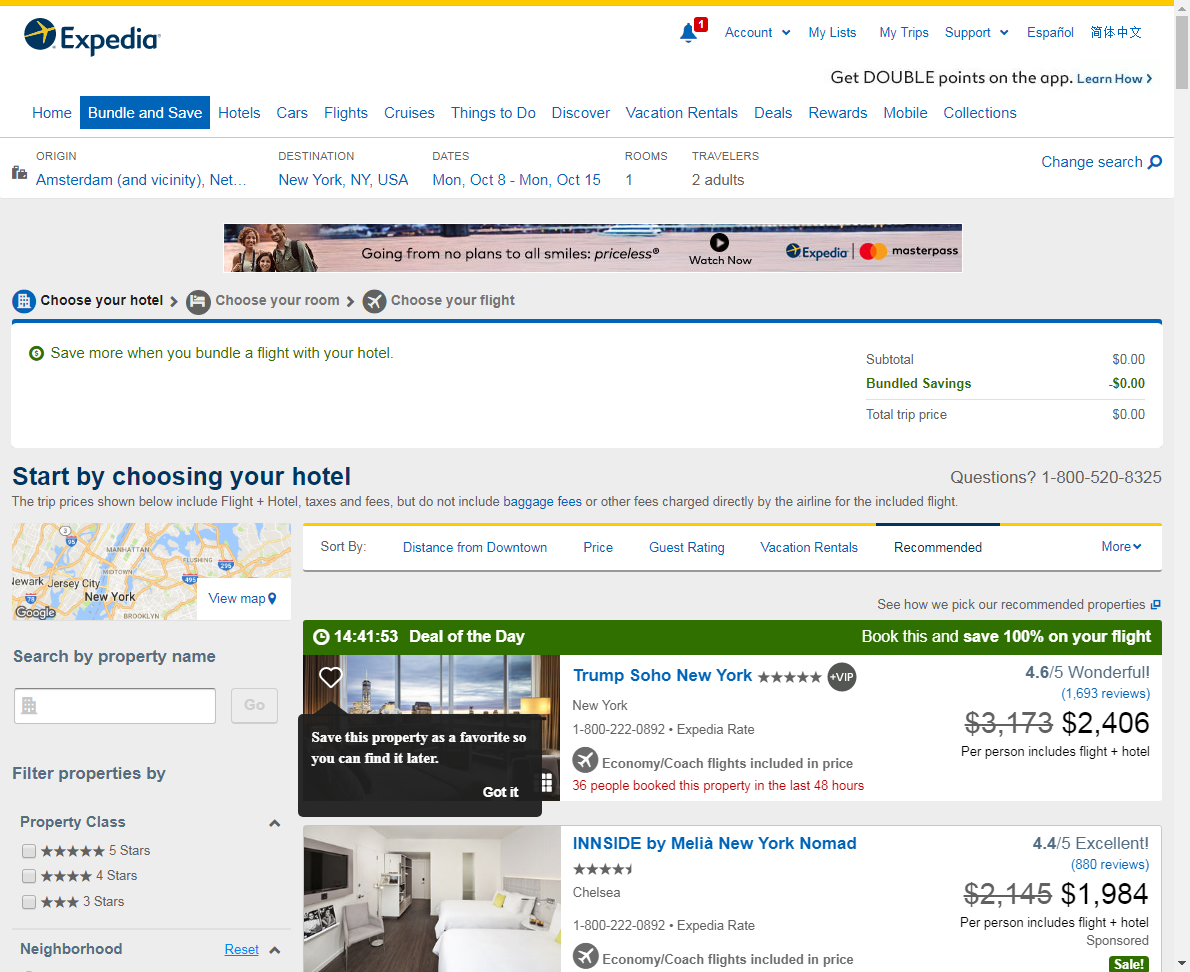 Expedia
1
Account
My Lists
My Trips
Support
Español
简体中文
Get DOUBLE points on the app. Learn How
Home
Bundle and Save
Hotels
Cars
Flights
Cruises
Things to Do
Discover
Vacation Rentals
Deals
Rewards
Mobile
Collections
ORIGIN
Amsterdam (and vicinity), Net...
DESTINATION
New York, NY, USA
DATES
Mon, Oct 8 - Mon, Oct 15
ROOMS
1
TRAVELERS
2 adults
Change search
Going from no plans to all smiles: priceless®
Watch Now
Expedia
masterpass
Choose your hotel
Choose your room
Choose your flight
Save more when you bundle a flight with your hotel.
Subtotal $0.00
Bundled Savings -$0.00
Total trip price $0.00
Start by choosing your hotel
Questions? 1-800-520-8325
The trip prices shown below include Flight + Hotel, taxes and fees, but do not include baggage fees or other fees charged directly by the airline for the included flight.
3
95
MANHATTAN
MIDTOWN
FLUSHING
295
495
ewark
Jersey City
78
New York
BROOKLYN
Google
View map
Sort By:
Distance from Downtown
Price
Guest Rating
Vacation Rentals
Recommended
More
See how we pick our recommended properties
Search by property name
Go
Filter properties by
Property Class
5 Stars
4 Stars
3 Stars
Neighborhood
Reset
14:41:53 Deal of the Day
Book this and save 100% on your flight
Save this property as a favorite so
you can find it later.
Got it
Trump Soho New York
+VIP
New York
1-800-222-0892 • Expedia Rate
Economy/Coach flights included in price
36 people booked this property in the last 48 hours
4.6/5 Wonderful!
(1,693 reviews)
$3,173 $2,406
Per person includes flight + hotel
INNSIDE by Melià New York Nomad
Chelsea
1-800-222-0892 • Expedia Rate
Economy/Coach flights included in price
4.4/5 Excellent!
(880 reviews)
$2,145 $1,984
Per person includes flight + hotel
Sponsored
Sale!